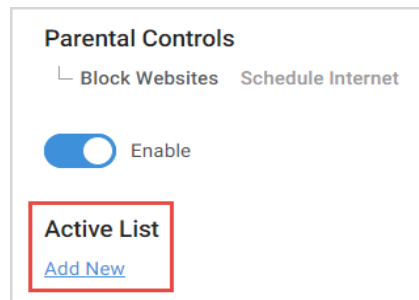 Parental Controls
Block Websites Schedule Internet
Enable
Active List
Add New